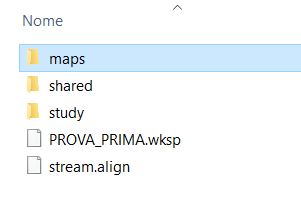 Nome
maps
shared
study
PROVA_PRIMA.wksp
stream.align